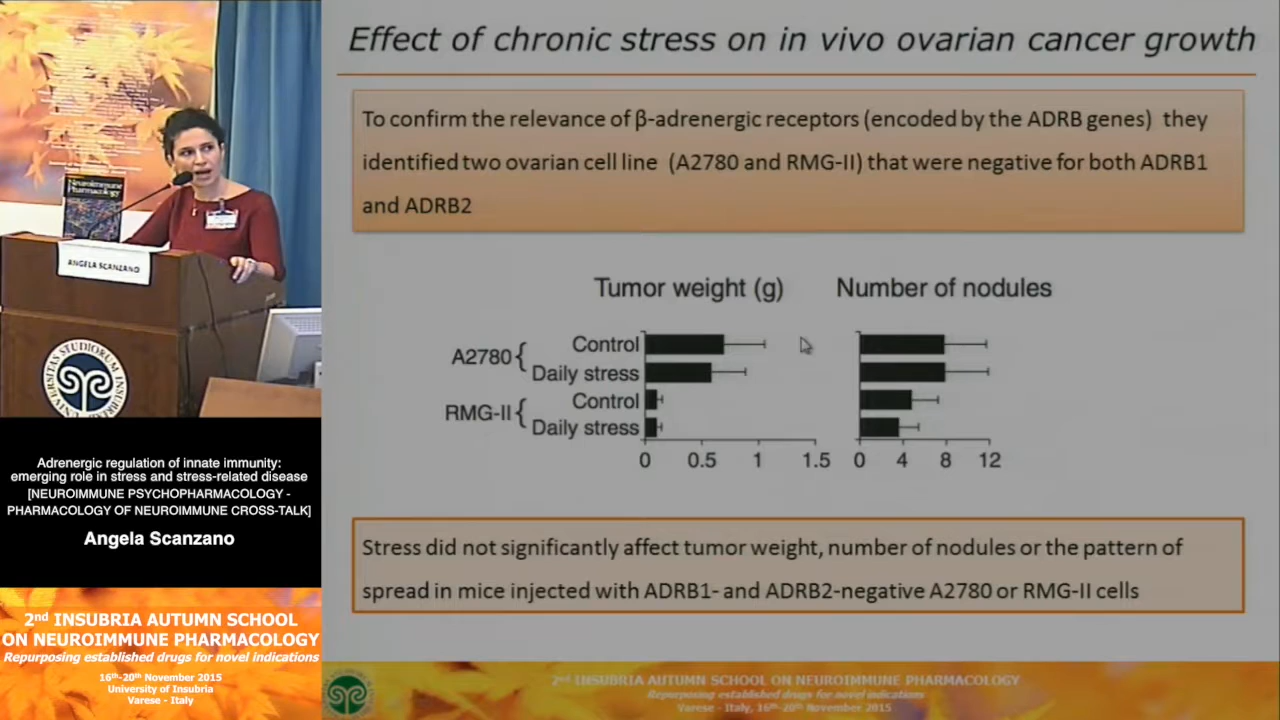 Effect of chronic stress on in vivo ovarian cancer growth
To confirm the relevance of β-adrenergic receptors (encoded by the ADRB genes) they
identified two ovarian cell line (A2780 and RMG-II) that were negative for both ADRB1
and ADRB2
Tumor weight (g)
Number of nodules
A2780
Control
Daily stress
RMG-II
Control
Daily stress
0 0.5 1 1.5
0 4 8 12
Stress did not significantly affect tumor weight, number of nodules or the pattern of
spread in mice injected with ADRB1- and ADRB2-negative A2780 or RMG-II cells
2nd INSUBRIA AUTUMN SCHOOL ON NEUROIMMUNE PHARMACOLOGY
Repurposing established drugs for novel indications
Varese - Italy, 16th-20th November 2015
Neuroimmune
Pharmacology
ANGELA SCANZANO
Adrenergic regulation of innate immunity:
emerging role in stress and stress-related disease
[NEUROIMMUNE PSYCHOPHARMACOLOGY -
PHARMACOLOGY OF NEUROIMMUNE CROSS-TALK]
Angela Scanzano
2nd INSUBRIA AUTUMN SCHOOL
ON NEUROIMMUNE PHARMACOLOGY
Repurposing established drugs for novel indications
16th-20th November 2015
University of Insubria
Varese - Italy